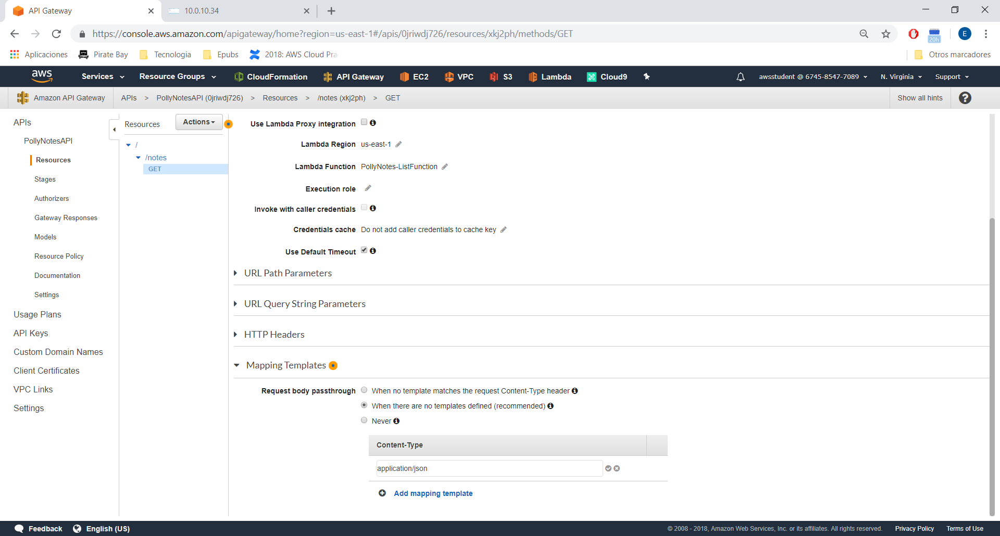 API Gateway
10.0.10.34
https://console.aws.amazon.com/apigateway/home?region=us-east-1#/apis/0jriwdj726/resources/xkj2ph/methods/GET
20h
E
Aplicaciones
Pirate Bay
Tecnologia
Epubs
2018: AWS Cloud Pra
Otros marcadores
aws
Services
Resource Groups
CloudFormation
API Gateway
EC2
VPC
S3
Lambda
Cloud9
awsstudent @ 6745-8547-7089
N. Virginia
Support
Amazon API Gateway
APIs > PollyNotesAPI (0jriwdj726) > Resources > /notes (xkj2ph) > GET
Show all hints
APIs
PollyNotesAPI
Resources
Stages
Authorizers
Gateway Responses
Models
Resource Policy
Documentation
Settings
Usage Plans
API Keys
Custom Domain Names
Client Certificates
VPC Links
Settings
Resources
Actions
/
/notes
GET
Use Lambda Proxy integration
Lambda Region us-east-1
Lambda Function PollyNotes-ListFunction
Execution role
Invoke with caller credentials
Credentials cache Do not add caller credentials to cache key
Use Default Timeout
URL Path Parameters
URL Query String Parameters
HTTP Headers
Mapping Templates
Request body passthrough When no template matches the request Content-Type header
When there are no templates defined (recommended)
Never
Content-Type
application/json
Add mapping template
Feedback
English (US)
© 2008 - 2018, Amazon Web Services, Inc. or its affiliates. All rights reserved.
Privacy Policy
Terms of Use